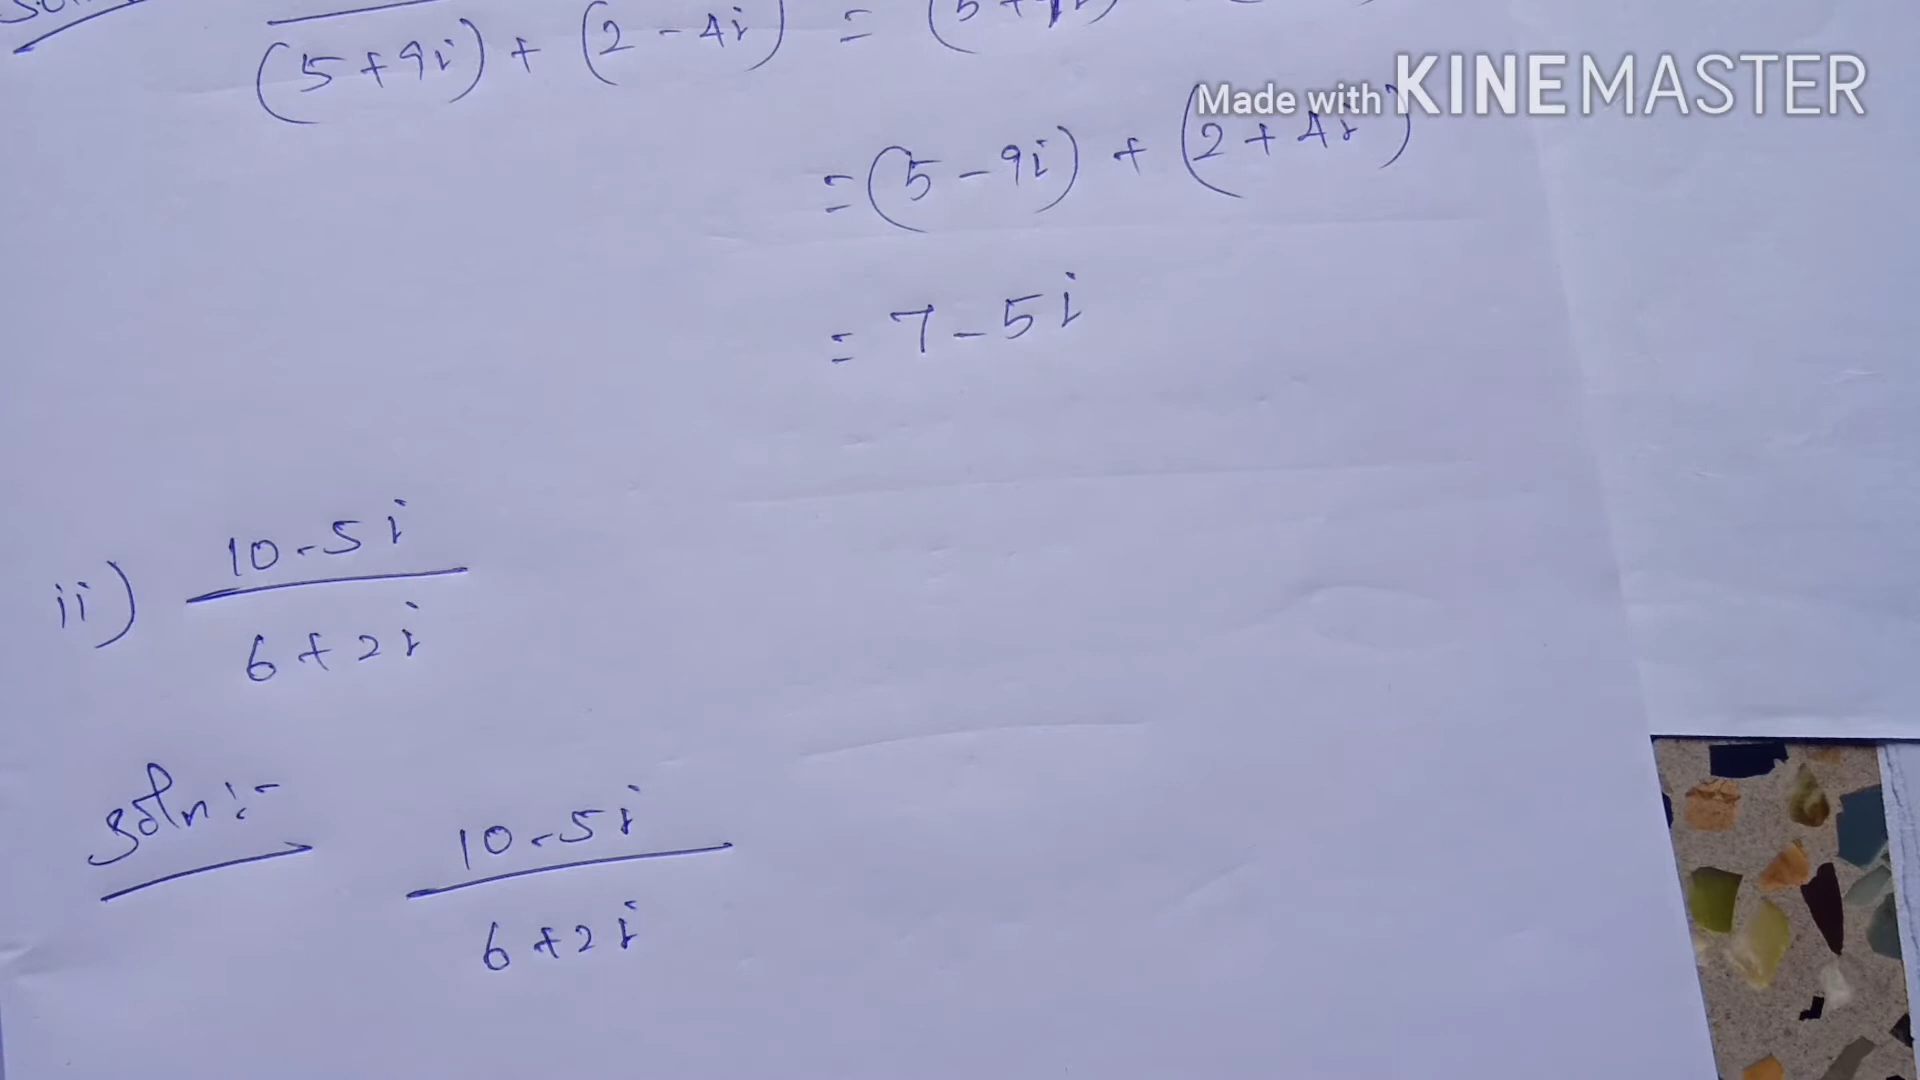 (5+9i) + (2-4i) =
Made with KINEMASTER
= (5-9i) + (2+4i)
= 7-5i
ii) 10-5i
6+2i
Soln:-
10-5i
6+2i